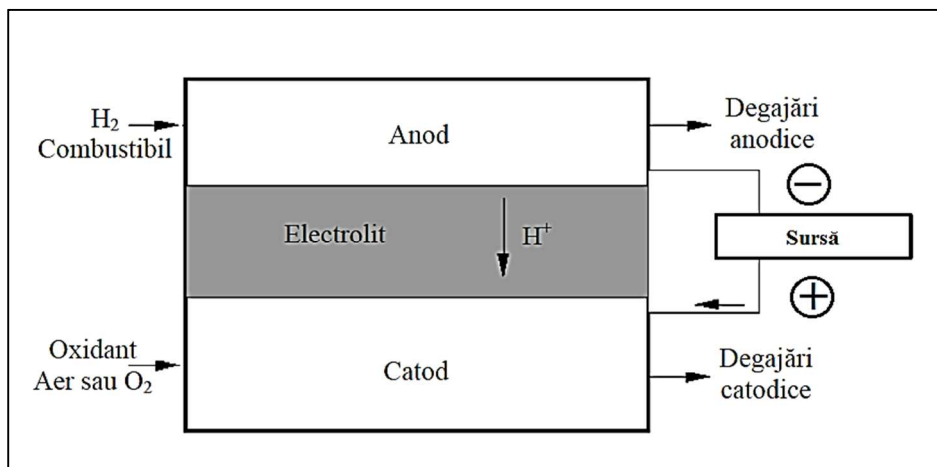 H₂
Combustibil
Anod
Degajări
anodice
−
Electrolit
H⁺
Sursă
+
Oxidant
Aer sau O₂
Catod
Degajări
catodice